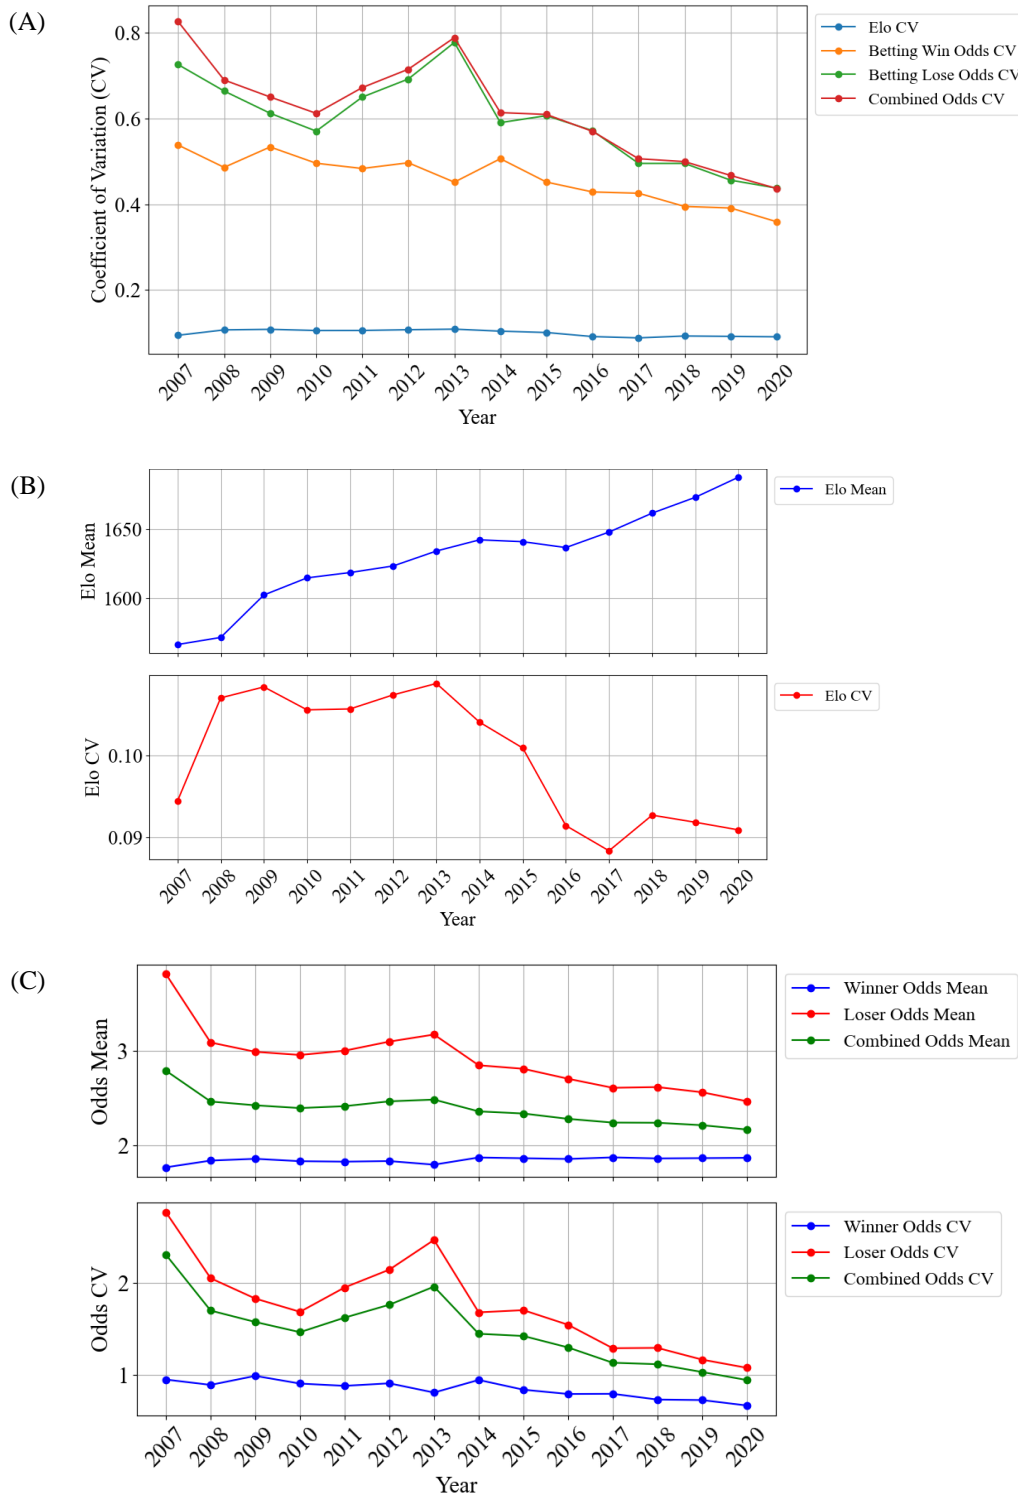 (A)
0.8
0.6
0.4
0.2
Coefficient of Variation (CV)
2007
2008
2009
2010
2011
2012
2013
2014
2015
2016
2017
2018
2019
2020
Year
Elo CV
Betting Win Odds CV
Betting Lose Odds CV
Combined Odds CV
(B)
1650
1600
Elo Mean
Elo Mean
0.10
0.09
Elo CV
Elo CV
2007
2008
2009
2010
2011
2012
2013
2014
2015
2016
2017
2018
2019
2020
Year
(C)
3
2
Odds Mean
Winner Odds Mean
Loser Odds Mean
Combined Odds Mean
2
1
Odds CV
Winner Odds CV
Loser Odds CV
Combined Odds CV
2007
2008
2009
2010
2011
2012
2013
2014
2015
2016
2017
2018
2019
2020
Year